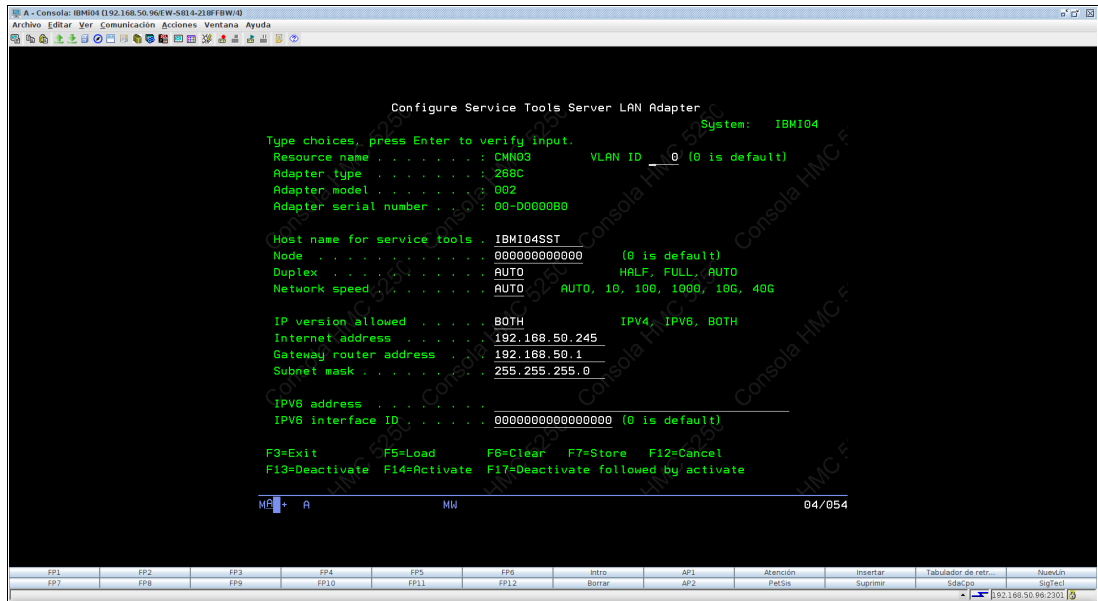 A - Consola: IBMi04 (192.168.50.96/EW-S814-218FFBW/4)
Archivo Editar Ver Comunicación Acciones Ventana Ayuda
Configure Service Tools Server LAN Adapter
System: IBMI04
Type choices, press Enter to verify input.
Resource name . . . . . . . : CMN03 VLAN ID 0 (0 is default)
Adapter type . . . . . . . : 268C
Adapter model . . . . . . . : 002
Adapter serial number . . . : 00-D0000B0
Host name for service tools . IBMI04SST
Node . . . . . . . . . . . . 000000000000 (0 is default)
Duplex . . . . . . . . . . . AUTO HALF, FULL, AUTO
Network speed . . . . . . . . AUTO AUTO, 10, 100, 1000, 10G, 40G
IP version allowed . . . . . BOTH IPV4, IPV6, BOTH
Internet address . . . . . . 192.168.50.245
Gateway router address . . . 192.168.50.1
Subnet mask . . . . . . . . . 255.255.255.0
IPV6 address . . . . . . . .
IPV6 interface ID . . . . . . 0000000000000000 (0 is default)
F3=Exit F5=Load F6=Clear F7=Store F12=Cancel
F13=Deactivate F14=Activate F17=Deactivate followed by activate
MA + A MW 04/054
FP1 FP2 FP3 FP4 FP5 FP6 Intro AP1 Atención Insertar Tabulador de retr... NuevLín
FP7 FP8 FP9 FP10 FP11 FP12 Borrar AP2 PetSis Suprimir SdaCpo SigTecl
192.168.50.96:2301
Consola HMC 5250